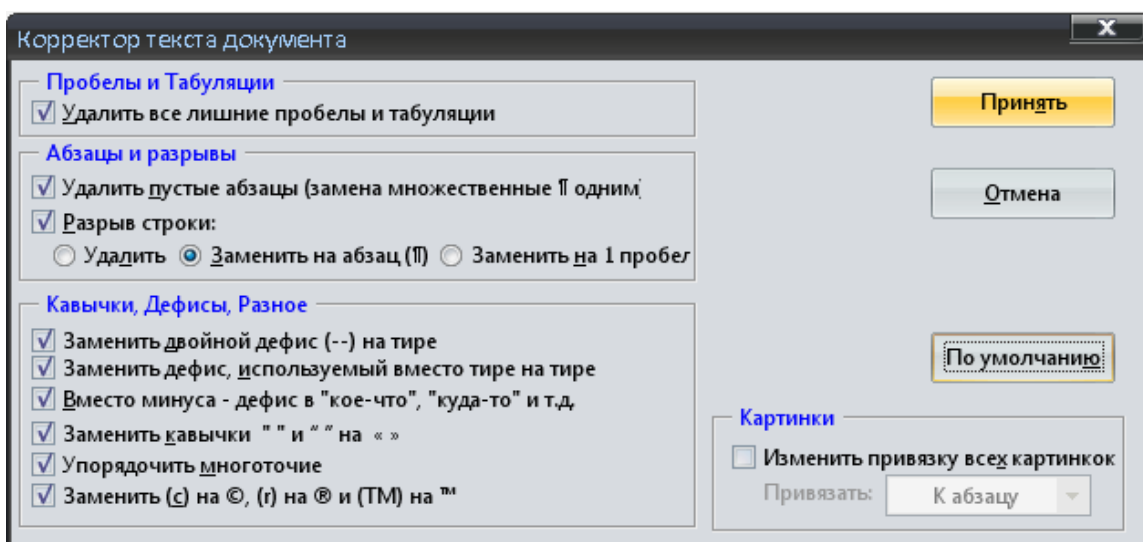 Корректор текста документа
x
Пробелы и Табуляции
Удалить все лишние пробелы и табуляции
Принять
Абзацы и разрывы
Удалить пустые абзацы (замена множественные ¶ одним)
Отмена
Разрыв строки:
Удалить Заменить на абзац (¶) Заменить на 1 пробел
Кавычки, Дефисы, Разное
Заменить двойной дефис (--) на тире
По умолчанию
Заменить дефис, используемый вместо тире на тире
Вместо минуса - дефис в "кое-что", "куда-то" и т.д.
Заменить кавычки " " и “ ” на « »
Упорядочить многоточие
Заменить (c) на ©, (r) на ® и (TM) на ™
Картинки
Изменить привязку всех картинкок
Привязать: К абзацу